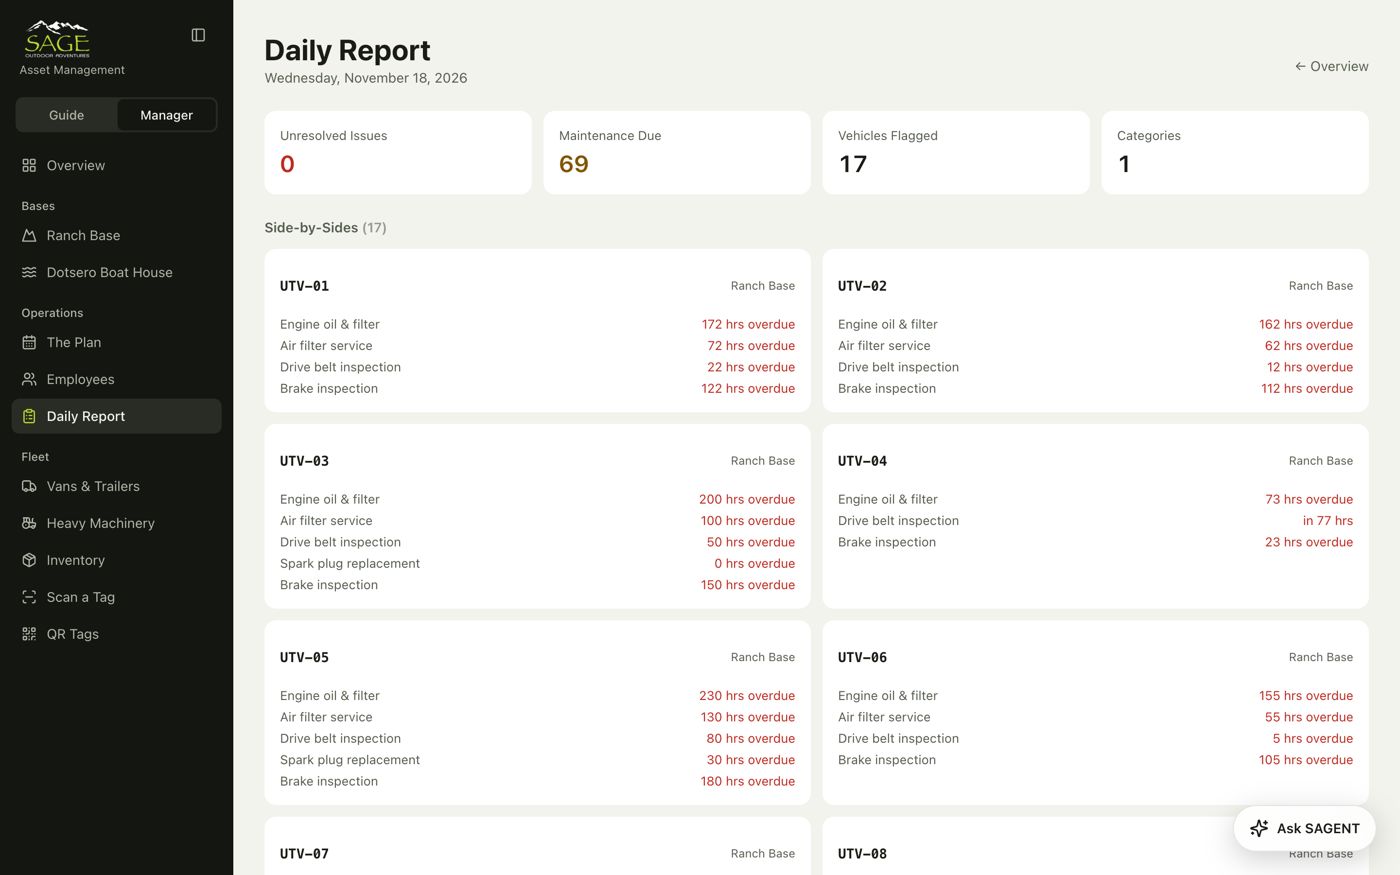 SAGE
OUTDOOR ADVENTURES
Asset Management
Guide
Manager
Overview
Bases
Ranch Base
Dotsero Boat House
Operations
The Plan
Employees
Daily Report
Fleet
Vans & Trailers
Heavy Machinery
Inventory
Scan a Tag
QR Tags
Daily Report
Wednesday, November 18, 2026
← Overview
Unresolved Issues
0
Maintenance Due
69
Vehicles Flagged
17
Categories
1
Side-by-Sides (17)
UTV-01 Ranch Base
Engine oil & filter 172 hrs overdue
Air filter service 72 hrs overdue
Drive belt inspection 22 hrs overdue
Brake inspection 122 hrs overdue
UTV-02 Ranch Base
Engine oil & filter 162 hrs overdue
Air filter service 62 hrs overdue
Drive belt inspection 12 hrs overdue
Brake inspection 112 hrs overdue
UTV-03 Ranch Base
Engine oil & filter 200 hrs overdue
Air filter service 100 hrs overdue
Drive belt inspection 50 hrs overdue
Spark plug replacement 0 hrs overdue
Brake inspection 150 hrs overdue
UTV-04 Ranch Base
Engine oil & filter 73 hrs overdue
Drive belt inspection in 77 hrs
Brake inspection 23 hrs overdue
UTV-05 Ranch Base
Engine oil & filter 230 hrs overdue
Air filter service 130 hrs overdue
Drive belt inspection 80 hrs overdue
Spark plug replacement 30 hrs overdue
Brake inspection 180 hrs overdue
UTV-06 Ranch Base
Engine oil & filter 155 hrs overdue
Air filter service 55 hrs overdue
Drive belt inspection 5 hrs overdue
Brake inspection 105 hrs overdue
UTV-07 Ranch Base
UTV-08 Ranch Base
Ask SAGENT